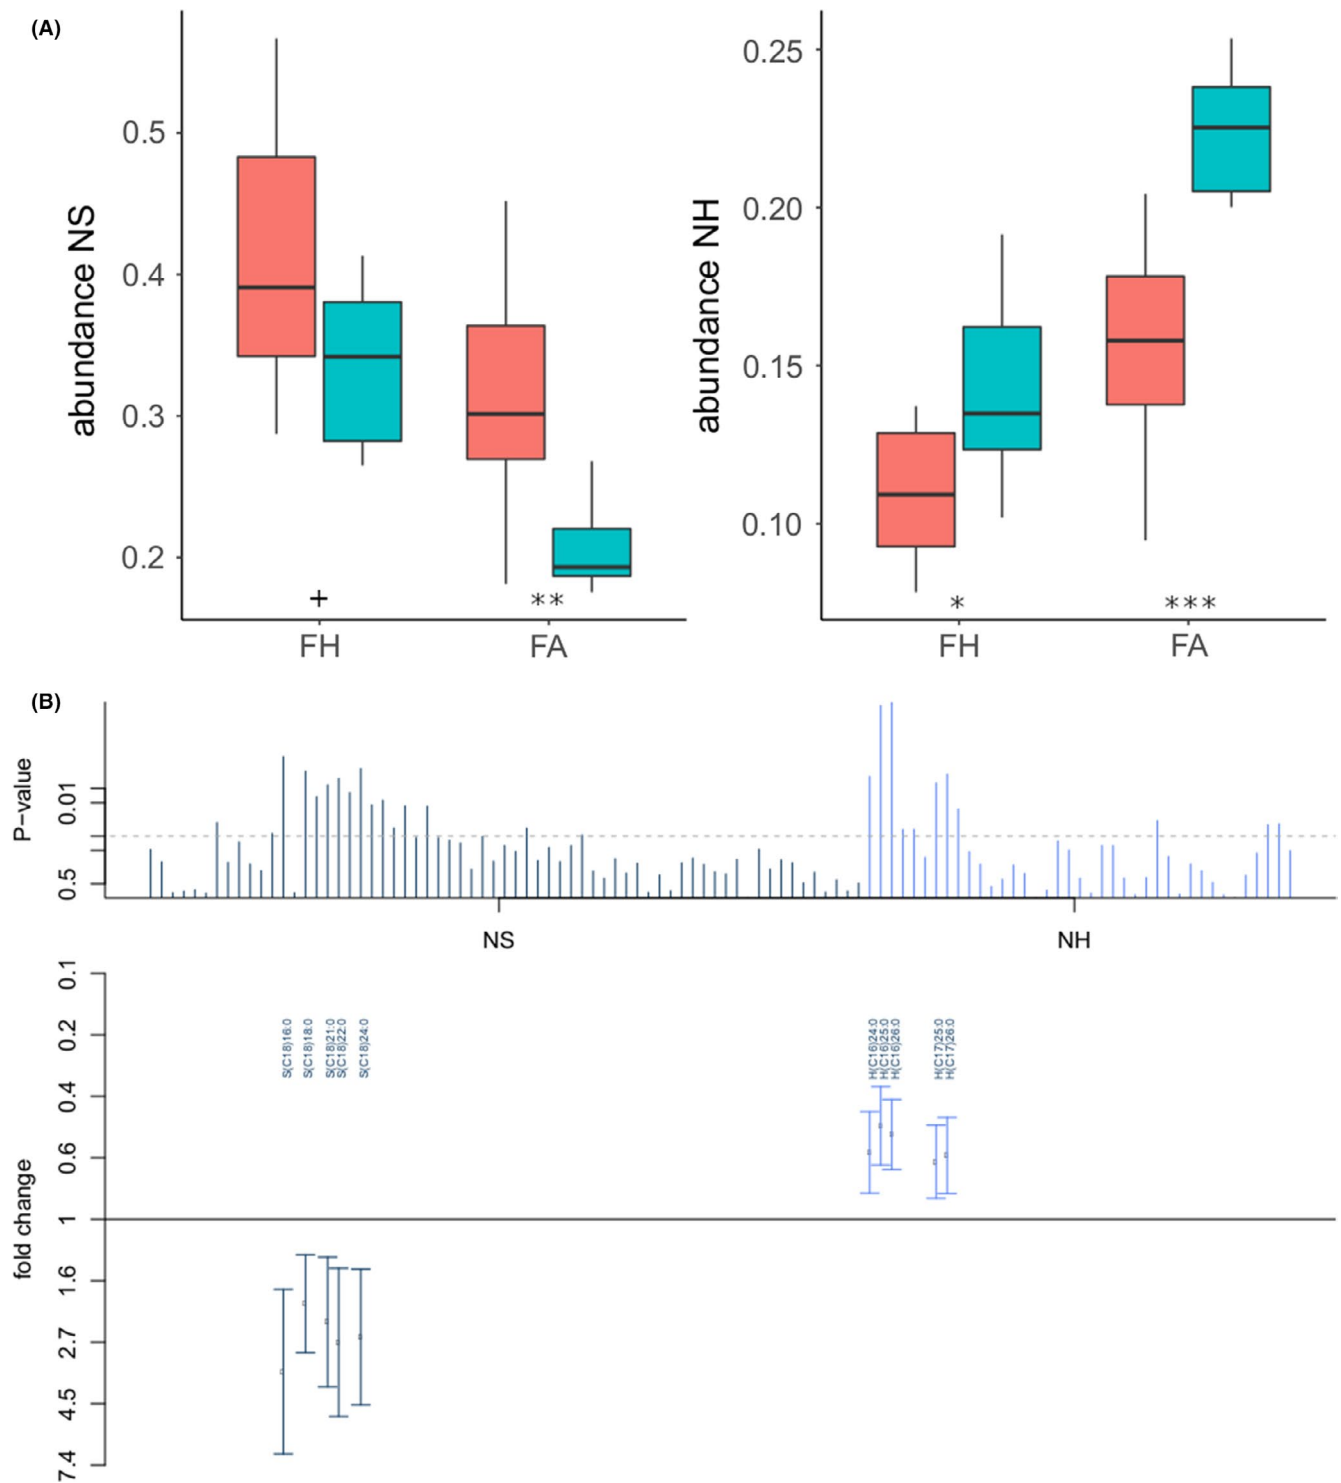 (A)
abundance NS
0.5
0.4
0.3
0.2
+
**
FH
FA
abundance NH
0.25
0.20
0.15
0.10
*
***
FH
FA
(B)
P-value
0.01
0.5
NS
NH
fold change
0.1
0.2
0.4
0.6
1
1.6
2.7
4.5
7.4
S(C18)16:0
S(C18)18:0
S(C18)21:0
S(C18)22:0
S(C18)24:0
H(C16)24:0
H(C16)25:0
H(C16)26:0
H(C17)25:0
H(C17)26:0